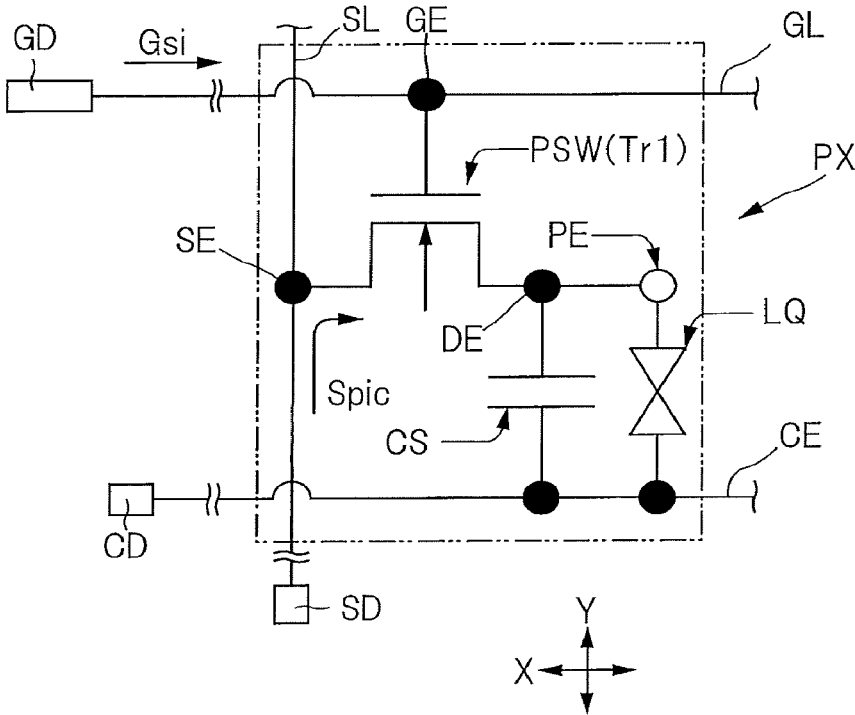 GD
Gsi
SL
GE
GL
PSW(Tr1)
PX
SE
PE
DE
LQ
Spic
CS
CE
CD
SD
Y
X